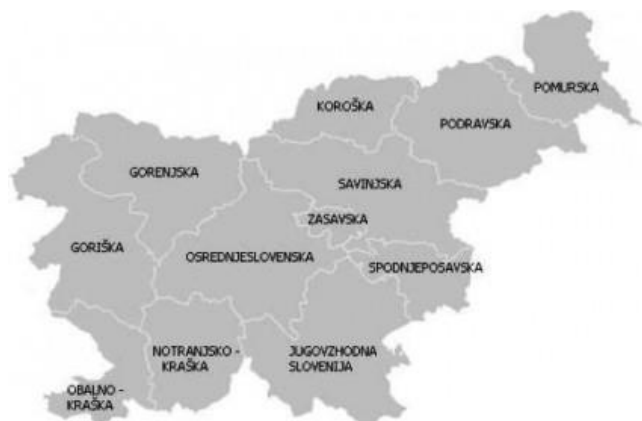 POMURSKA
KOROŠKA
PODRAVSKA
GORENJSKA
SAVINJSKA
ZASAVSKA
GORIŠKA
OSREDNJESLOVENSKA
SPODNJEPOSAVSKA
NOTRANJSKO -
KRAŠKA
JUGOVZHODNA
SLOVENIJA
OBALNO -
KRAŠKA